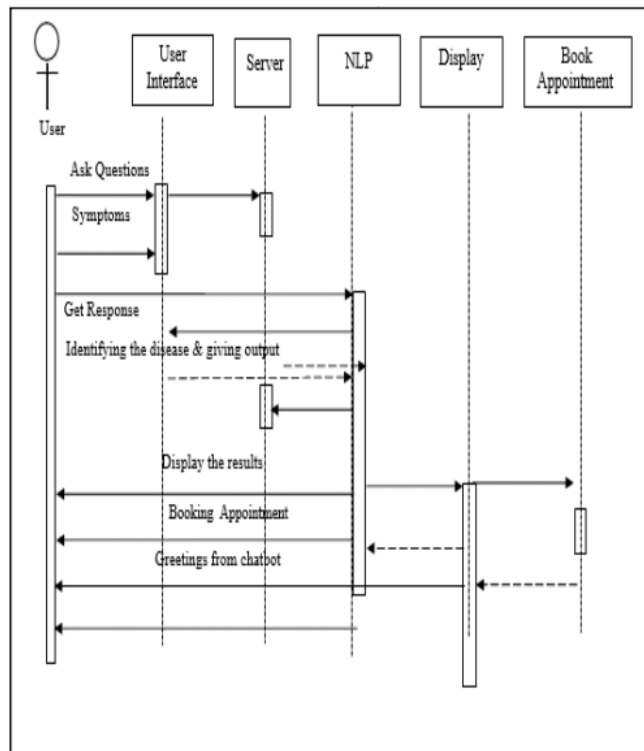 User
Interface
Server
NLP
Display
Book
Appointment
User
Ask Questions
Symptoms
Get Response
Identifying the disease & giving output
Display the results
Booking Appointment
Greetings from chatbot